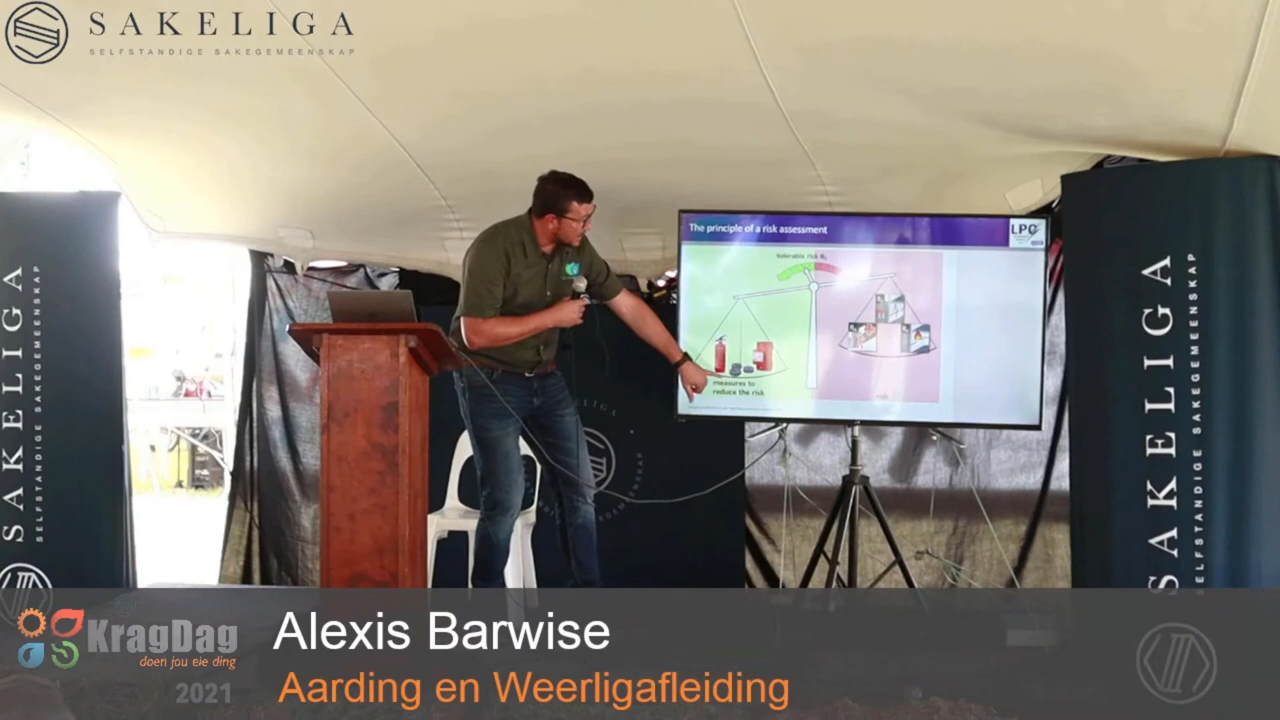 SAKELIGA
SELFSTANDIGE SAKEGEMEENSKAP
The principle of a risk assessment
LPC
tolerable risk
measures to
reduce the risk
risk
SAKELIGA
SELFSTANDIGE SAKEGEMEENSKAP
SAKELIGA
SELFSTANDIGE SAKEGEMEENSKAP
KragDag
doen jou eie ding
2021
Alexis Barwise
Aarding en Weerligafleiding